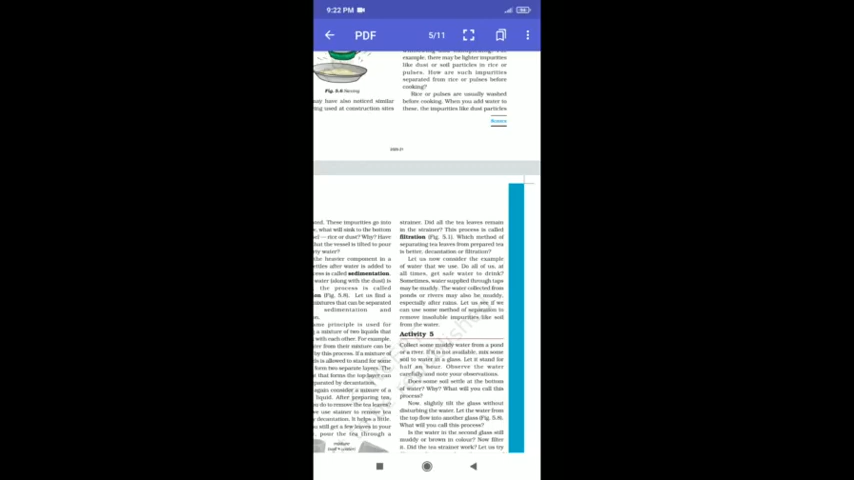 9:22 PM
PDF
5/11
example, there may be lighter impurities
like dust or soil particles in rice or
pulses. How are such impurities
separated from rice or pulses before
cooking?
Rice or pulses are usually washed
before cooking. When you add water to
these, the impurities like dust particles
Fig. 5.6 Sieving
may have also noticed similar
ing used at construction sites
2020-21
ated. These impurities go into
e, what will sink to the bottom
el — rice or dust? Why? Have
that the vessel is tilted to pour
rty water?
the heavier component in a
settles after water is added to
cess is called sedimentation.
water (along with the dust) is
the process is called
on (Fig. 5.8). Let us find a
mixtures that can be separated
sedimentation and
on.
ame principle is used for
g a mixture of two liquids that
with each other. For example,
ter from their mixture can be
by this process. If a mixture of
ids is allowed to stand for some
form two separate layers. The
t that forms the top layer can
eparated by decantation.
again consider a mixture of a
liquid. After preparing tea,
ou do to remove the tea leaves?
we use stainer to remove tea
decantation. It helps a little.
u still get a few leaves in your
, pour the tea through a
strainer. Did all the tea leaves remain
in the strainer? This process is called
filtration (Fig. 5.1). Which method of
separating tea leaves from prepared tea
is better, decantation or filtration?
Let us now consider the example
of water that we use. Do all of us, at
all times, get safe water to drink?
Sometimes, water supplied through taps
may be muddy. The water collected from
ponds or rivers may also be muddy,
especially after rains. Let us see if we
can use some method of separation to
remove insoluble impurities like soil
from the water.
Activity 5
Collect some muddy water from a pond
or a river. If it is not available, mix some
soil to water in a glass. Let it stand for
half an hour. Observe the water
carefully and note your observations.
Does some soil settle at the bottom
of water? Why? What will you call this
process?
Now, slightly tilt the glass without
disturbing the water. Let the water from
the top flow into another glass (Fig. 5.8).
What will you call this process?
Is the water in the second glass still
muddy or brown in colour? Now filter
it. Did the tea strainer work? Let us try